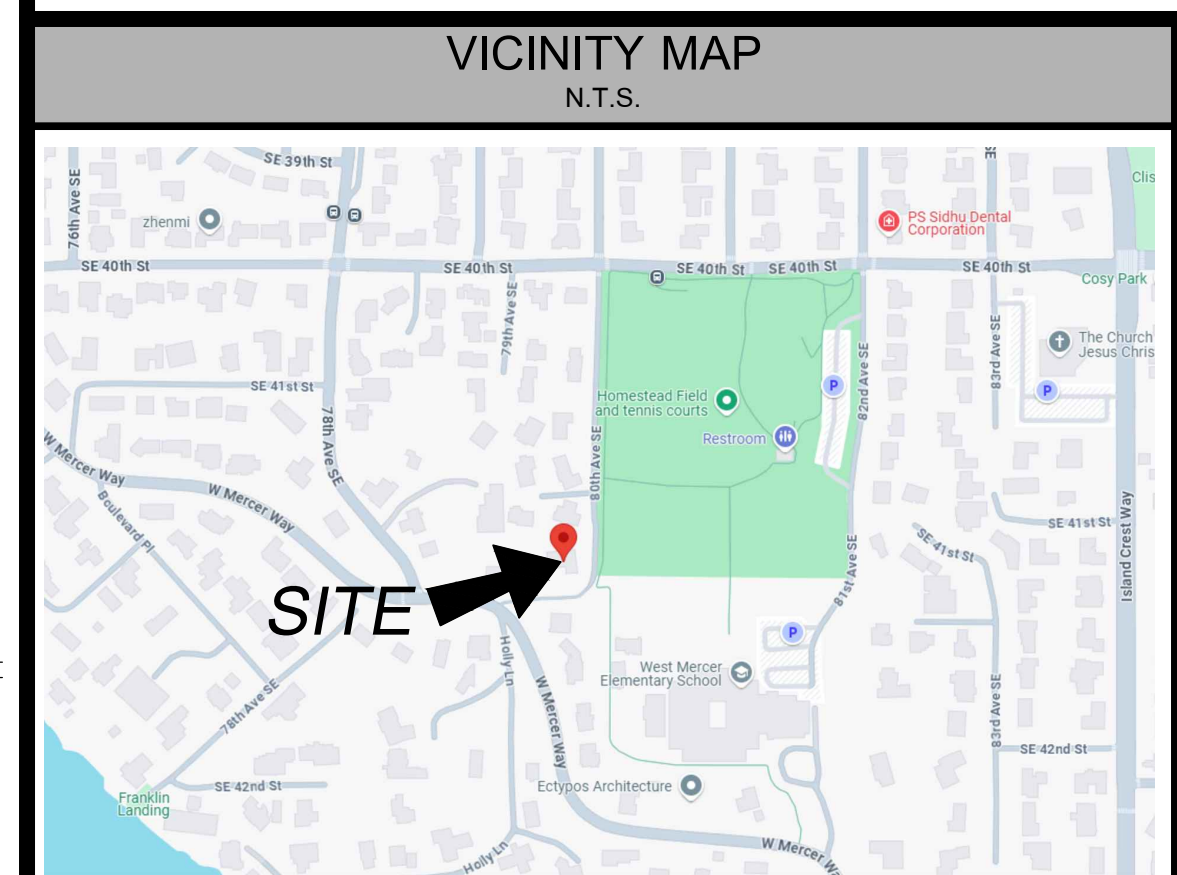 VICINITY MAP
N.T.S.
SE 39th St
SE
76th Ave SE
Clis
zhenmi
PS Sidhu Dental
Corporation
SE 40th St
SE 40th St
SE 40th St
SE 40th St
SE 40th St
Cosy Park
79th Ave SE
83rd Ave SE
The Church
Jesus Chris
82nd Ave SE
P
P
SE 41st St
Homestead Field
and tennis courts
78th Ave SE
Restroom
80th Ave SE
W Mercer Way
W Mercer Way
Boulevard Pl
SE 41st St
SE 41st St
Island Crest Way
81st Ave SE
SITE
P
Holly Ln
West Mercer
Elementary School
W Mercer Way
78th Ave SE
83rd Ave SE
SE 42nd St
SE 42nd St
Ectypos Architecture
Franklin
Landing
W Mercer Wa
Holly Ln